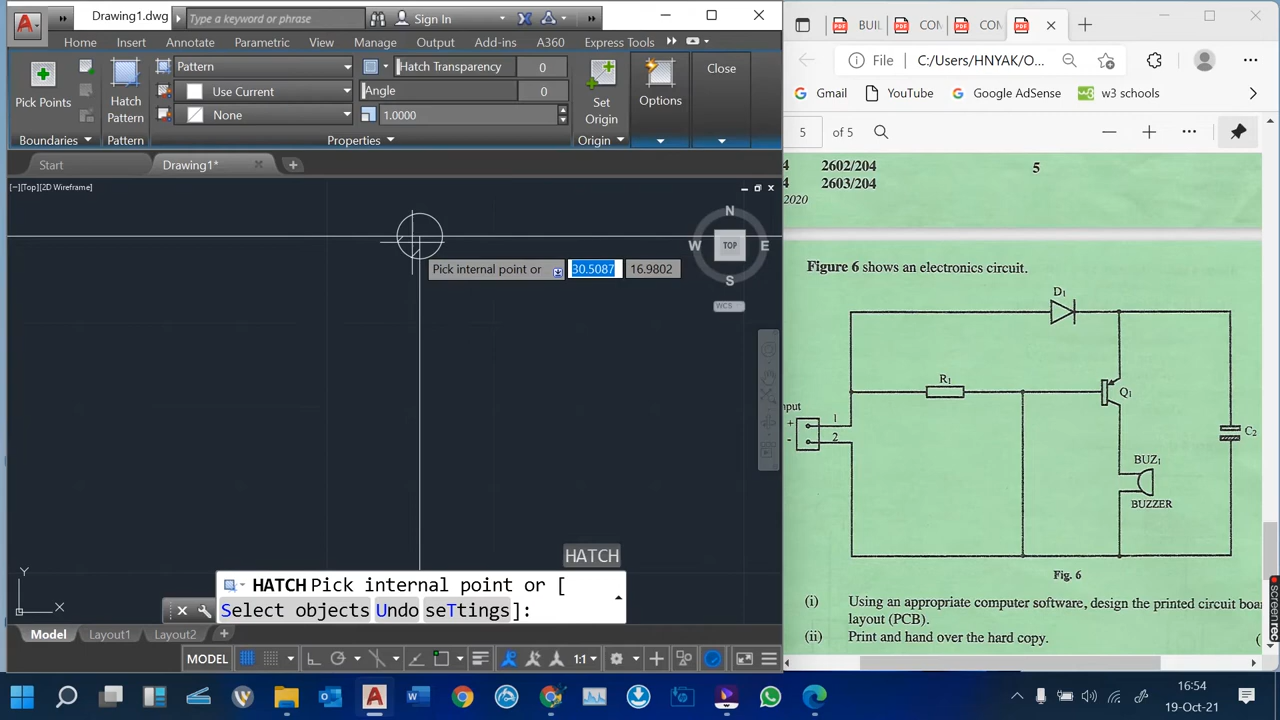 Drawing1.dwg
Type a keyword or phrase
Sign In
Home Insert Annotate Parametric View Manage Output Add-ins A360 Express Tools
Pick Points
Hatch Pattern
Pattern
Use Current
None
Hatch Transparency 0
Angle 0
1.0000
Set Origin
Options
Close
Boundaries Pattern Properties Origin
Start Drawing1*
[−][Top][2D Wireframe]
N
W TOP E
S
WCS
Pick internal point or 30.5087 16.9802
HATCH
HATCH Pick internal point or [
Select objects Undo seTtings]:
Y
X
Model Layout1 Layout2
MODEL 1:1
BUIL CON CON
File C:/Users/HNYAK/O...
Gmail YouTube Google AdSense w3 schools
5 of 5
4 2602/204 5
4 2603/204
2020
Figure 6 shows an electronics circuit.
D1
R1
Q1
nput
+ 1
- 2
C2
BUZ1
BUZZER
Fig. 6
(i) Using an appropriate computer software, design the printed circuit boa
layout (PCB).
(ii) Print and hand over the hard copy. (
screenrec
16:54
19-Oct-21